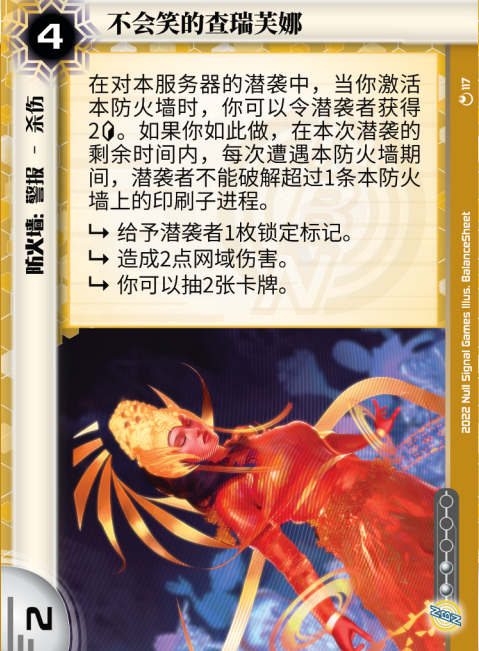 4
不会笑的查瑞芙娜
在对本服务器的潜袭中，当你激活
本防火墙时，你可以令潜袭者获得
2。如果你如此做，在本次潜袭的
剩余时间内，每次遭遇本防火墙期
间，潜袭者不能破解超过1条本防火
墙上的印刷子进程。
↳ 给予潜袭者1枚锁定标记。
↳ 造成2点网域伤害。
↳ 你可以抽2张卡牌。
防火墙: 警报 - 杀伤
2
117
2022 Null Signal Games Illus. BalanceSheet
NBN